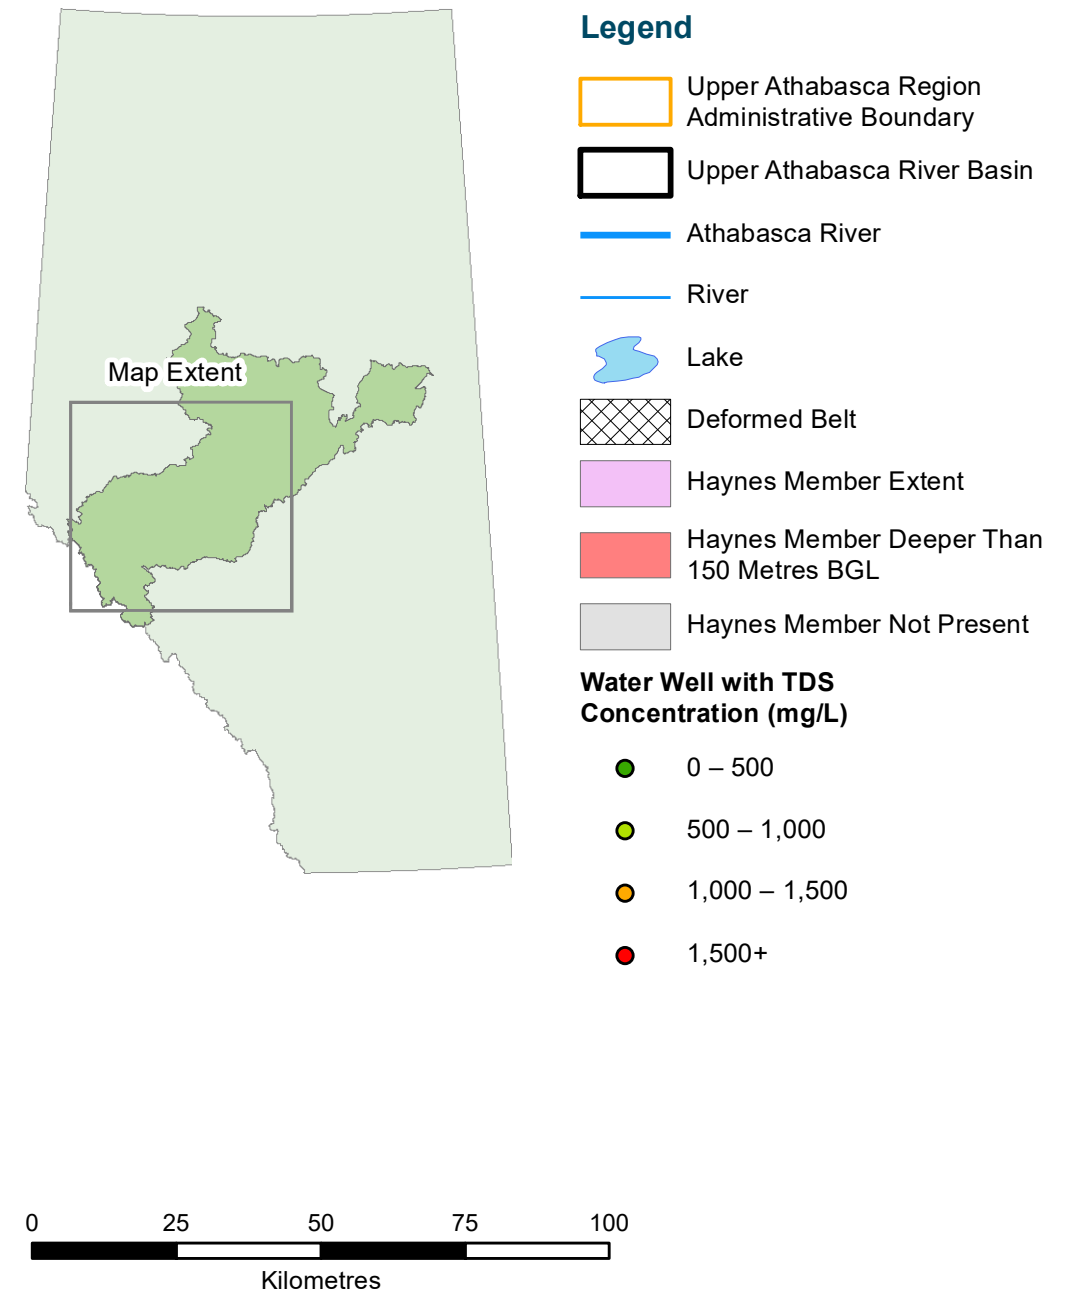 Map Extent
Legend
Upper Athabasca Region
Administrative Boundary
Upper Athabasca River Basin
Athabasca River
River
Lake
Deformed Belt
Haynes Member Extent
Haynes Member Deeper Than
150 Metres BGL
Haynes Member Not Present
Water Well with TDS
Concentration (mg/L)
0 – 500
500 – 1,000
1,000 – 1,500
1,500+
0 25 50 75 100
Kilometres